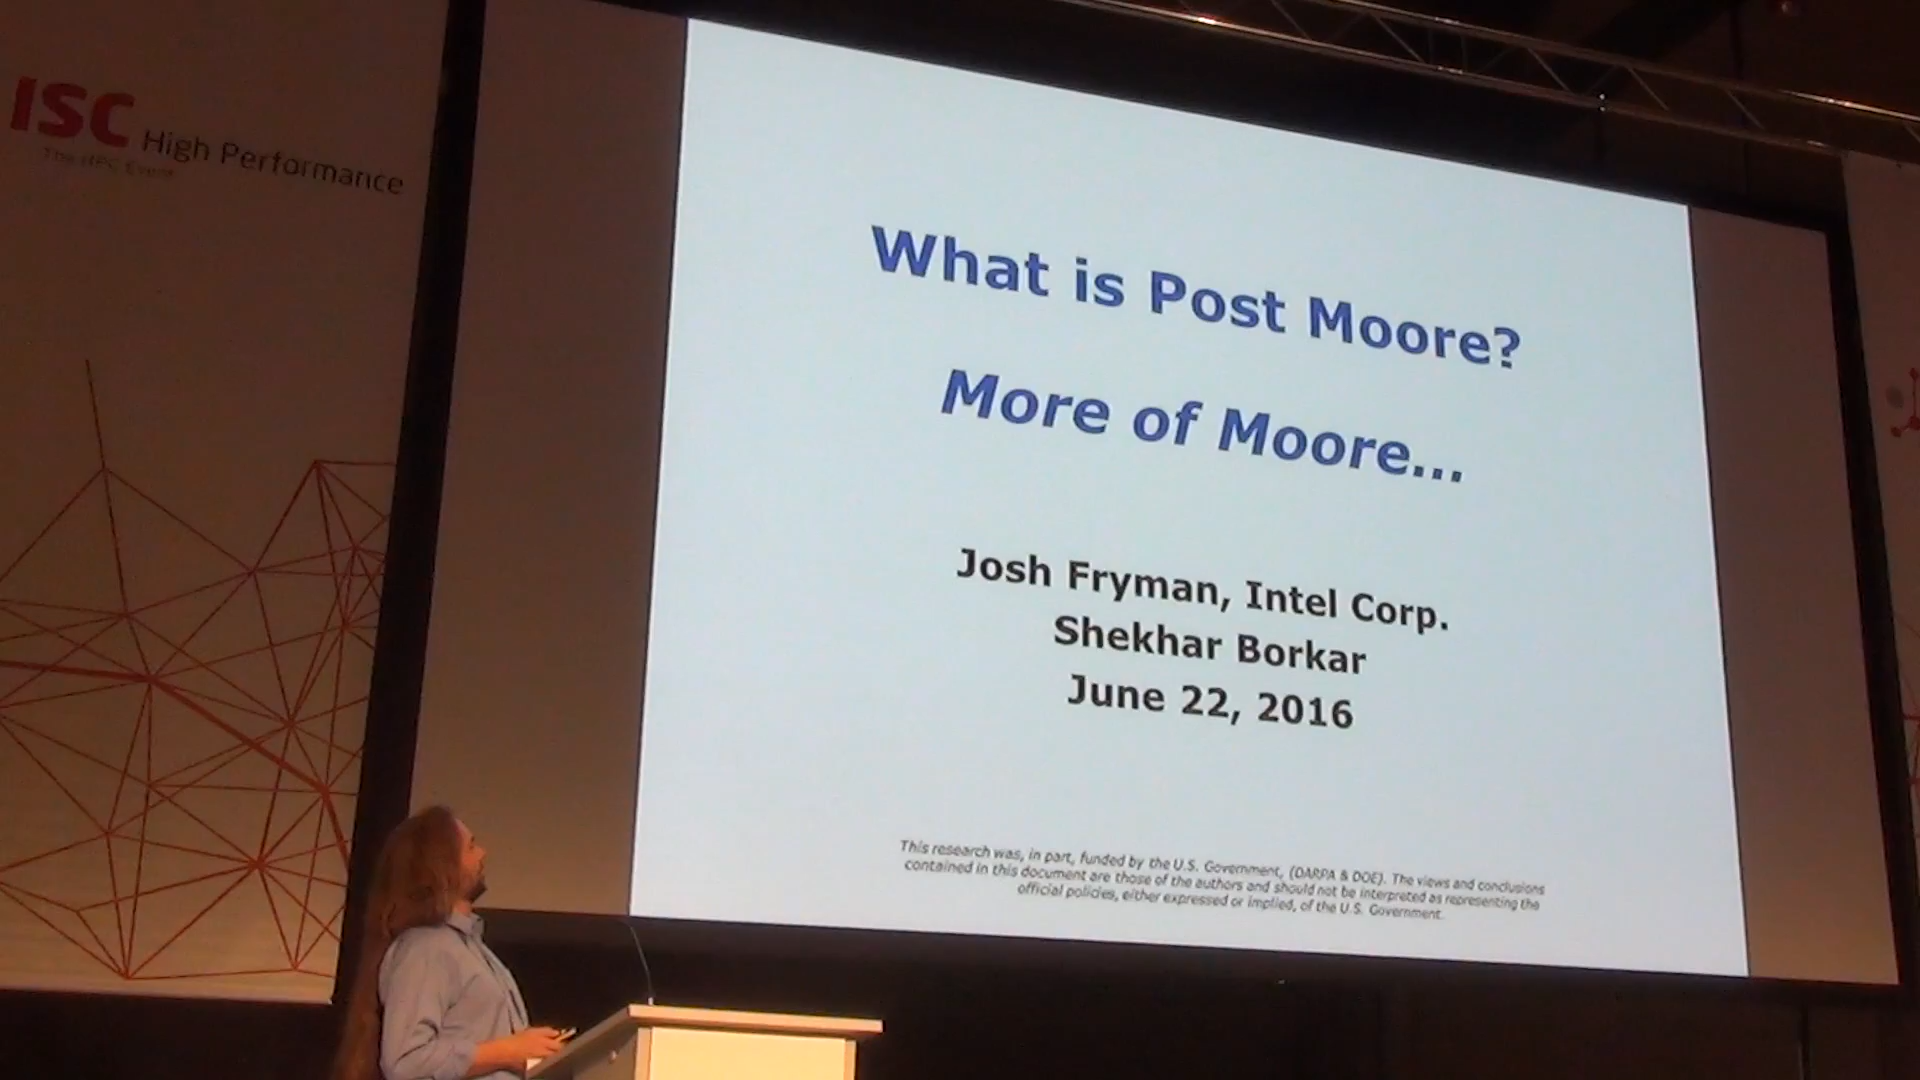 ISC High Performance
The HPC Event
What is Post Moore?
More of Moore...
Josh Fryman, Intel Corp.
Shekhar Borkar
June 22, 2016
This research was, in part, funded by the U.S. Government, (DARPA & DOE). The views and conclusions
contained in this document are those of the authors and should not be interpreted as representing the
official policies, either expressed or implied, of the U.S. Government.